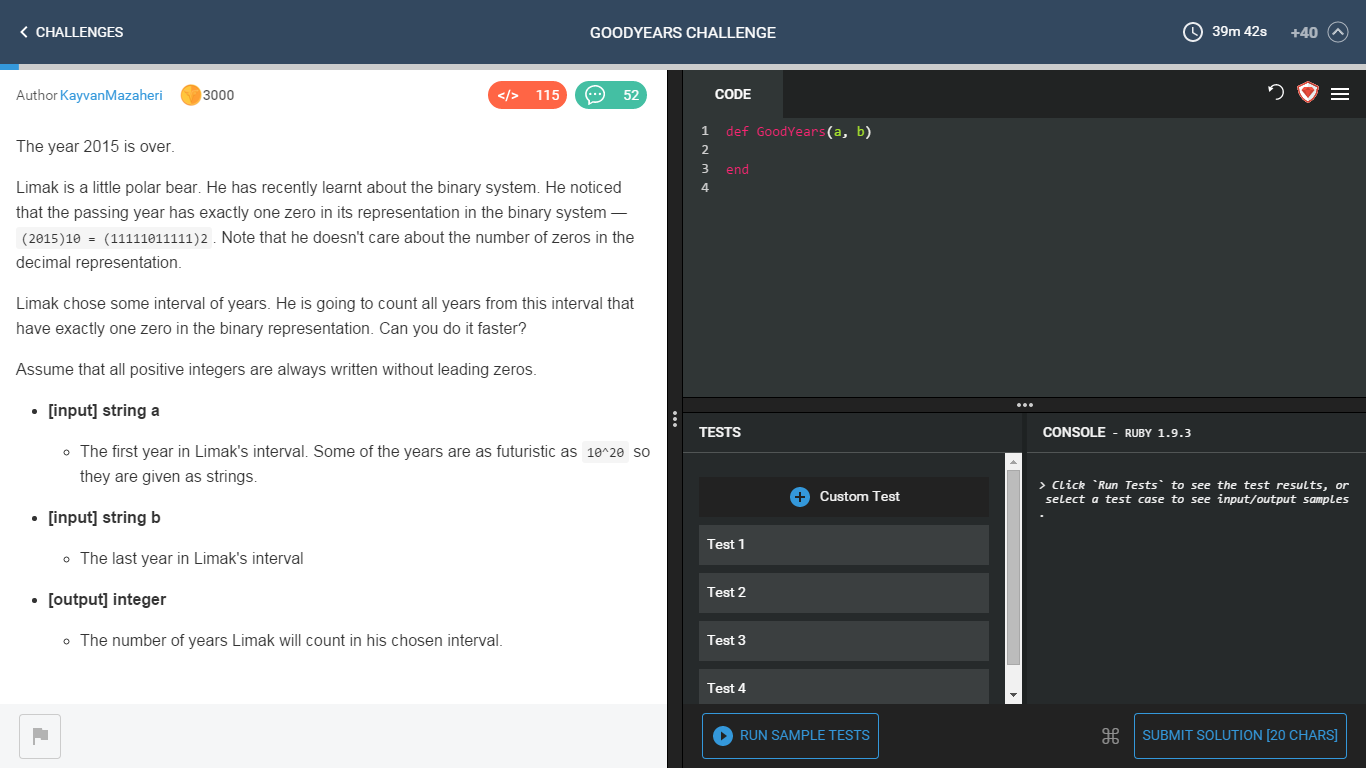 CHALLENGES
GOODYEARS CHALLENGE
39m 42s
+40
Author KayvanMazaheri
3000
</> 115
52
The year 2015 is over.
Limak is a little polar bear. He has recently learnt about the binary system. He noticed
that the passing year has exactly one zero in its representation in the binary system —
(2015)10 = (11111011111)2 . Note that he doesn't care about the number of zeros in the
decimal representation.
Limak chose some interval of years. He is going to count all years from this interval that
have exactly one zero in the binary representation. Can you do it faster?
Assume that all positive integers are always written without leading zeros.
• [input] string a
◦ The first year in Limak's interval. Some of the years are as futuristic as 10^20 so
they are given as strings.
• [input] string b
◦ The last year in Limak's interval
• [output] integer
◦ The number of years Limak will count in his chosen interval.
CODE
1 def GoodYears(a, b)
2
3 end
4
TESTS
Custom Test
Test 1
Test 2
Test 3
Test 4
CONSOLE - RUBY 1.9.3
> Click `Run Tests` to see the test results, or
select a test case to see input/output samples
.
RUN SAMPLE TESTS
⌘
SUBMIT SOLUTION [20 CHARS]